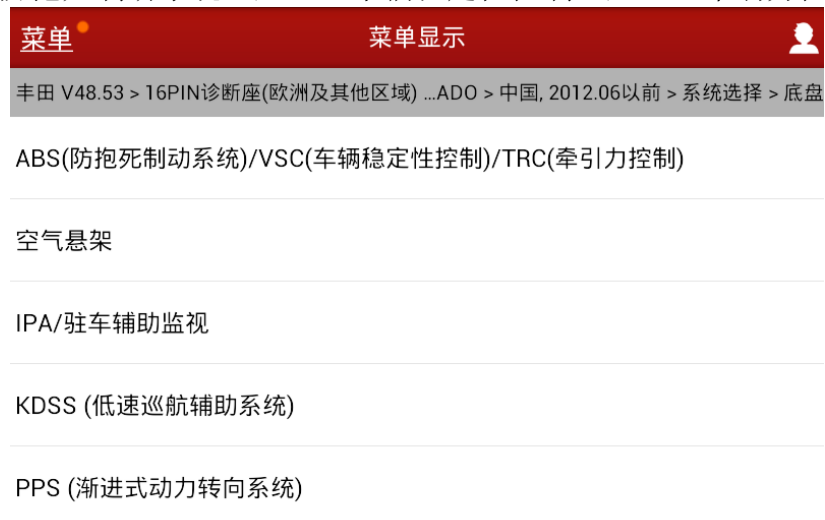 菜单
菜单显示
丰田 V48.53 > 16PIN诊断座(欧洲及其他区域) ...ADO > 中国, 2012.06以前 > 系统选择 > 底盘
ABS(防抱死制动系统)/VSC(车辆稳定性控制)/TRC(牵引力控制)
空气悬架
IPA/驻车辅助监视
KDSS (低速巡航辅助系统)
PPS (渐进式动力转向系统)